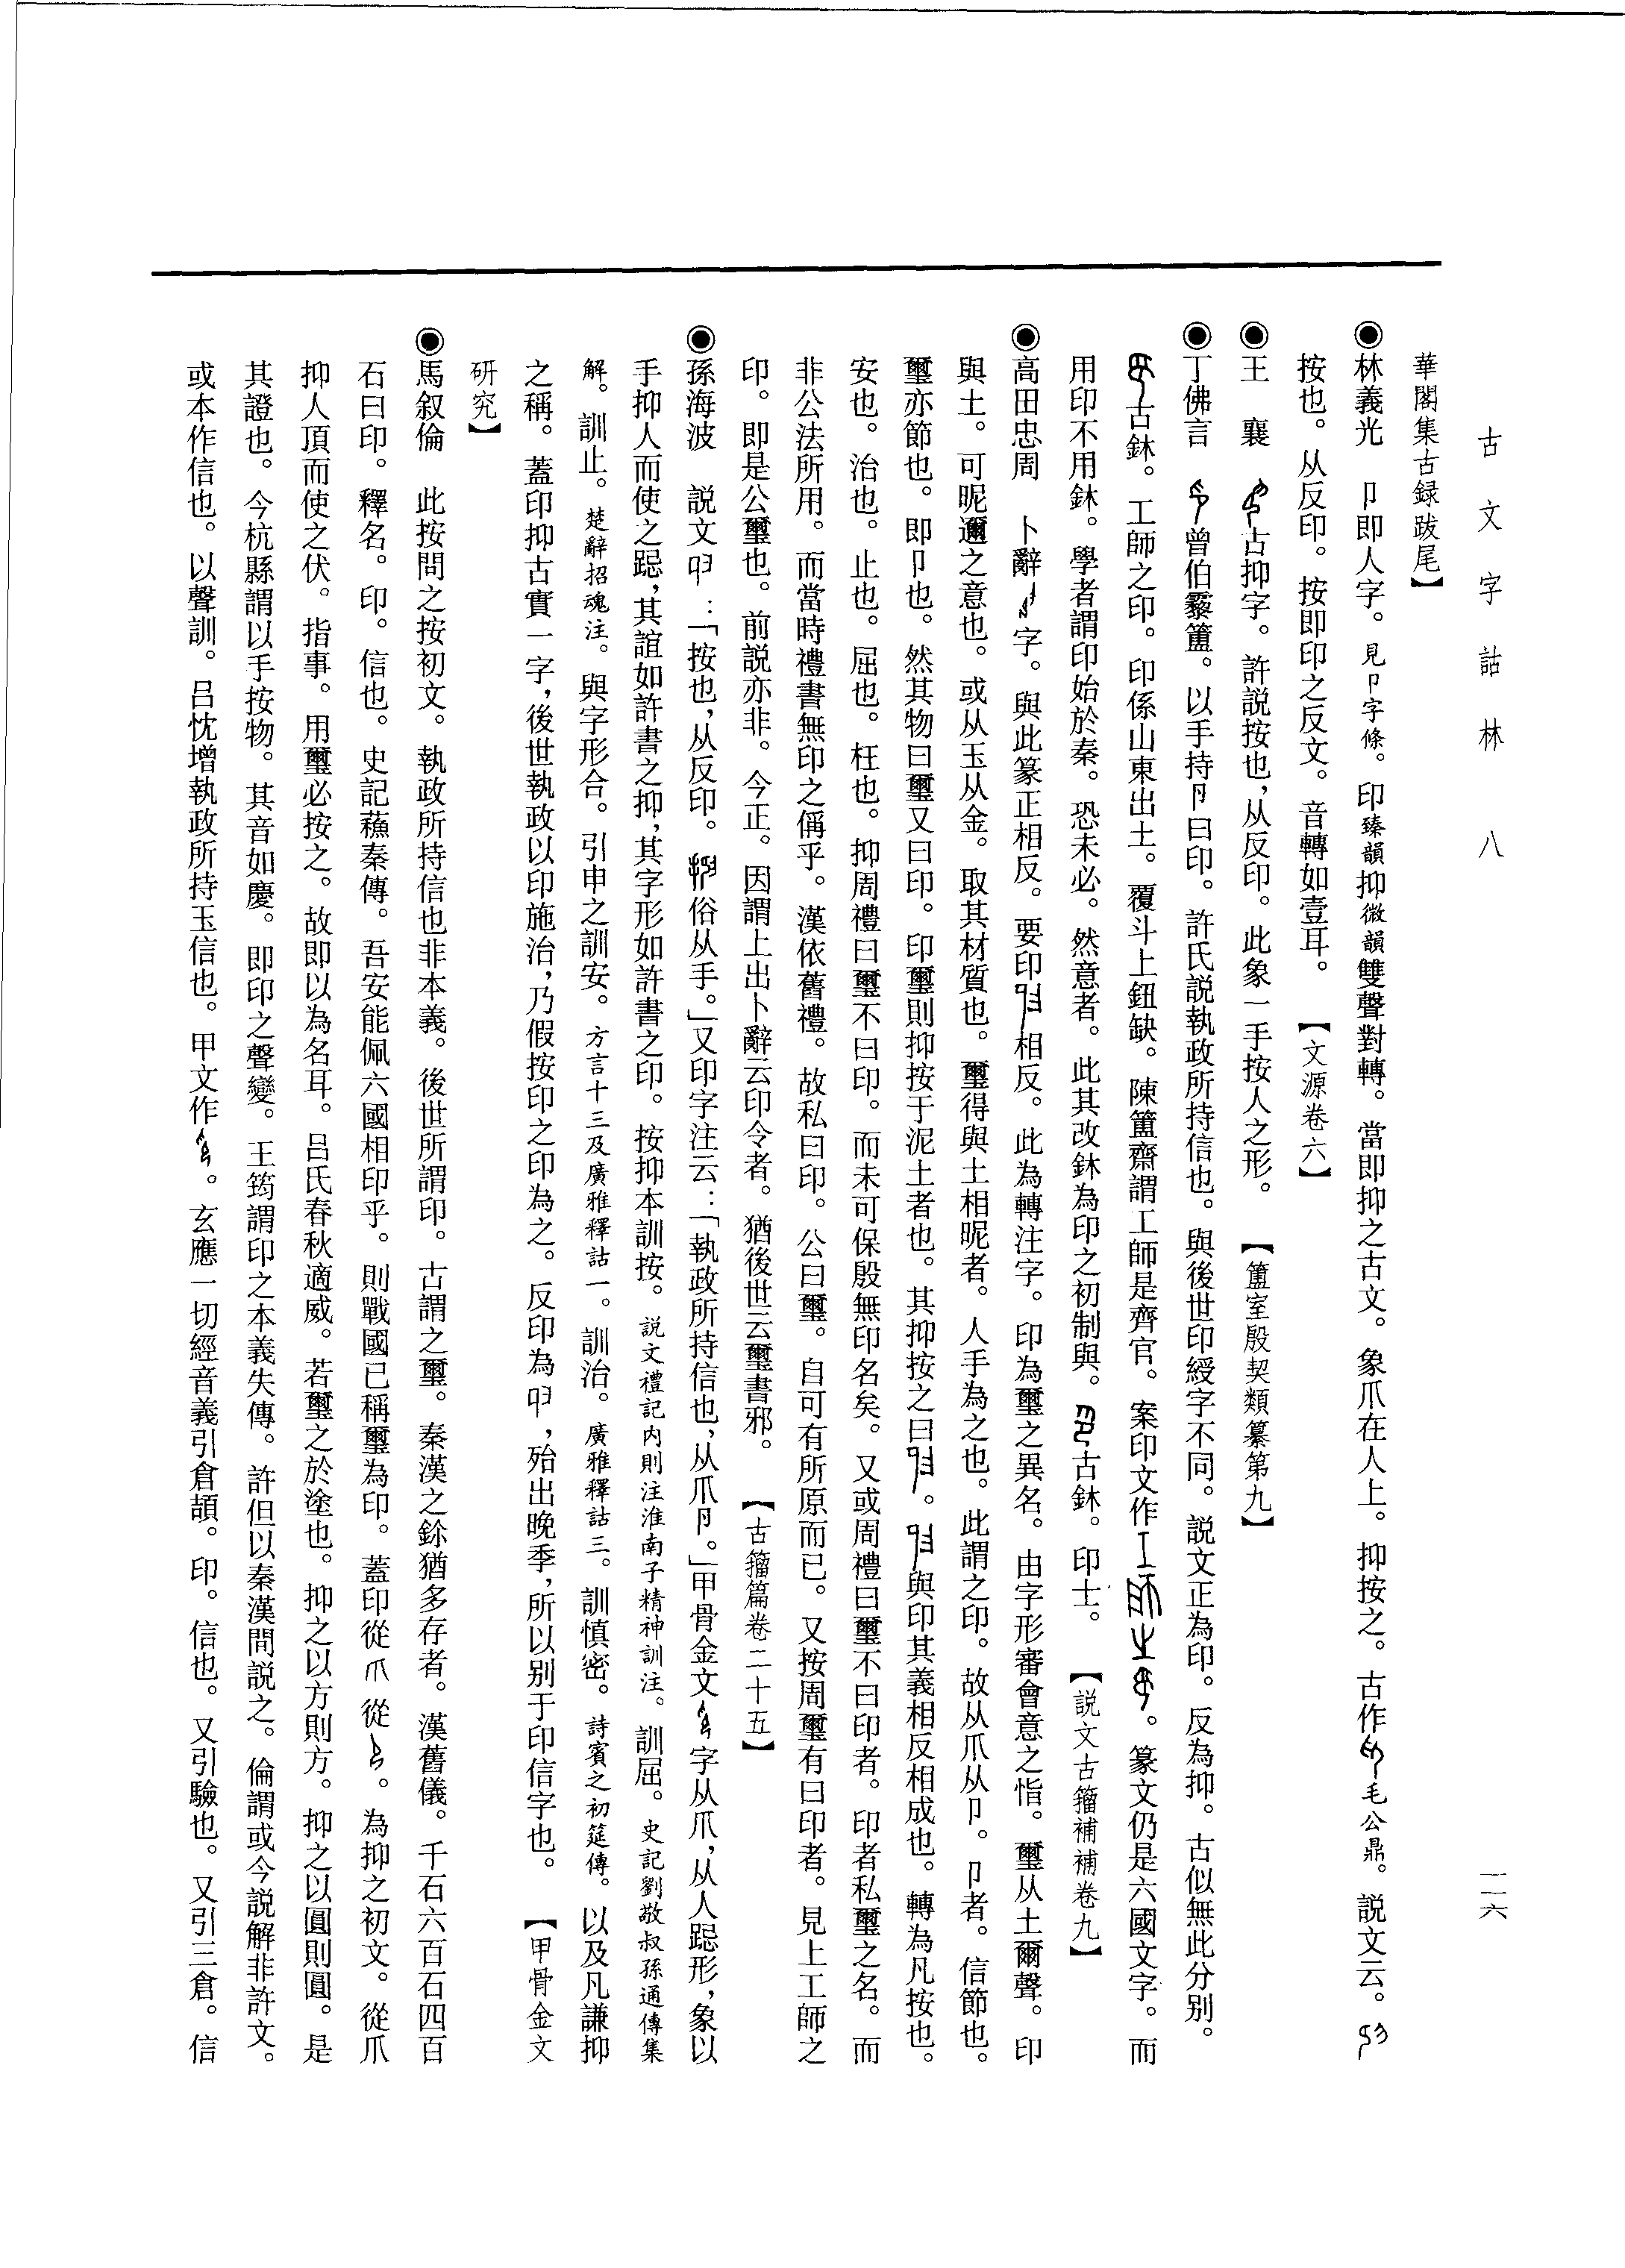 古文字詁林　八
一一六
華閣集古録跋尾】
◉林義光　卩即人字。見卩字條。印臻韻抑微韻雙聲對轉。當即抑之古文。象爪在人上。抑按之。古作毛公鼎。説文云。
按也。从反印。按即印之反文。音轉如壹耳。　【文源卷六】
◉王　襄　古抑字。許説按也，从反印。此象一手按人之形。　【簠室殷契類纂第九】
◉丁佛言　曾伯霥簠。以手持卪曰印。許氏説執政所持信也。與後世印綬字不同。説文正為印。反為抑。古似無此分别。
古鉥。工師之印。印係山東出土。覆斗上鈕缺。陳簠齋謂工師是齊官。案印文作。篆文仍是六國文字。而
用印不用鉥。學者謂印始於秦。恐未必。然意者。此其改鉥為印之初制與。古鉥。印士。　【説文古籀補補卷九】
◉高田忠周　卜辭字。與此篆正相反。要印相反。此為轉注字。印為璽之異名。由字形審會意之恉。璽从土爾聲。印
與土。可昵邇之意也。或从玉从金。取其材質也。璽得與土相昵者。人手為之也。此謂之印。故从爪从卩。卩者。信節也。
璽亦節也。即卩也。然其物曰璽又曰印。印璽則抑按于泥土者也。其抑按之曰。與印其義相反相成也。轉為凡按也。
安也。治也。止也。屈也。枉也。抑周禮曰璽不曰印。而未可保殷無印名矣。又或周禮曰璽不曰印者。印者私璽之名。而
非公法所用。而當時禮書無印之偁乎。漢依舊禮。故私曰印。公曰璽。自可有所原而已。又按周璽有曰印者。見上工師之
印。即是公璽也。前説亦非。今正。因謂上出卜辭云印令者。猶後世云璽書邪。　【古籀篇卷二十五】
◉孫海波　説文：「按也，从反印。俗从手。」又印字注云：「執政所持信也，从爪卪。」甲骨金文字从爪，从人跽形，象以
手抑人而使之跽，其誼如許書之抑，其字形如許書之印。按抑本訓按。説文禮記内則注淮南子精神訓注。訓屈。史記劉敬叔孫通傳集
解。訓止。楚辭招魂注。與字形合。引申之訓安。方言十三及廣雅釋詁一。訓治。廣雅釋詁三。訓慎密。詩賓之初筵傳。以及凡謙抑
之稱。蓋印抑古實一字，後世執政以印施治，乃假按印之印為之。反印為，殆出晚季，所以别于印信字也。　【甲骨金文
研究】
◉馬叙倫　此按問之按初文。執政所持信也非本義。後世所謂印。古謂之璽。秦漢之鉩猶多存者。漢舊儀。千石六百石四百
石曰印。釋名。印。信也。史記蘇秦傳。吾安能佩六國相印乎。則戰國已稱璽為印。蓋印從爪從。為抑之初文。從爪
抑人頂而使之伏。指事。用璽必按之。故即以為名耳。吕氏春秋適威。若璽之於塗也。抑之以方則方。抑之以圓則圓。是
其證也。今杭縣謂以手按物。其音如慶。即印之聲變。王筠謂印之本義失傳。許但以秦漢間説之。倫謂或今説解非許文。
或本作信也。以聲訓。吕忱增執政所持玉信也。甲文作。玄應一切經音義引倉頡。印。信也。又引驗也。又引三倉。信